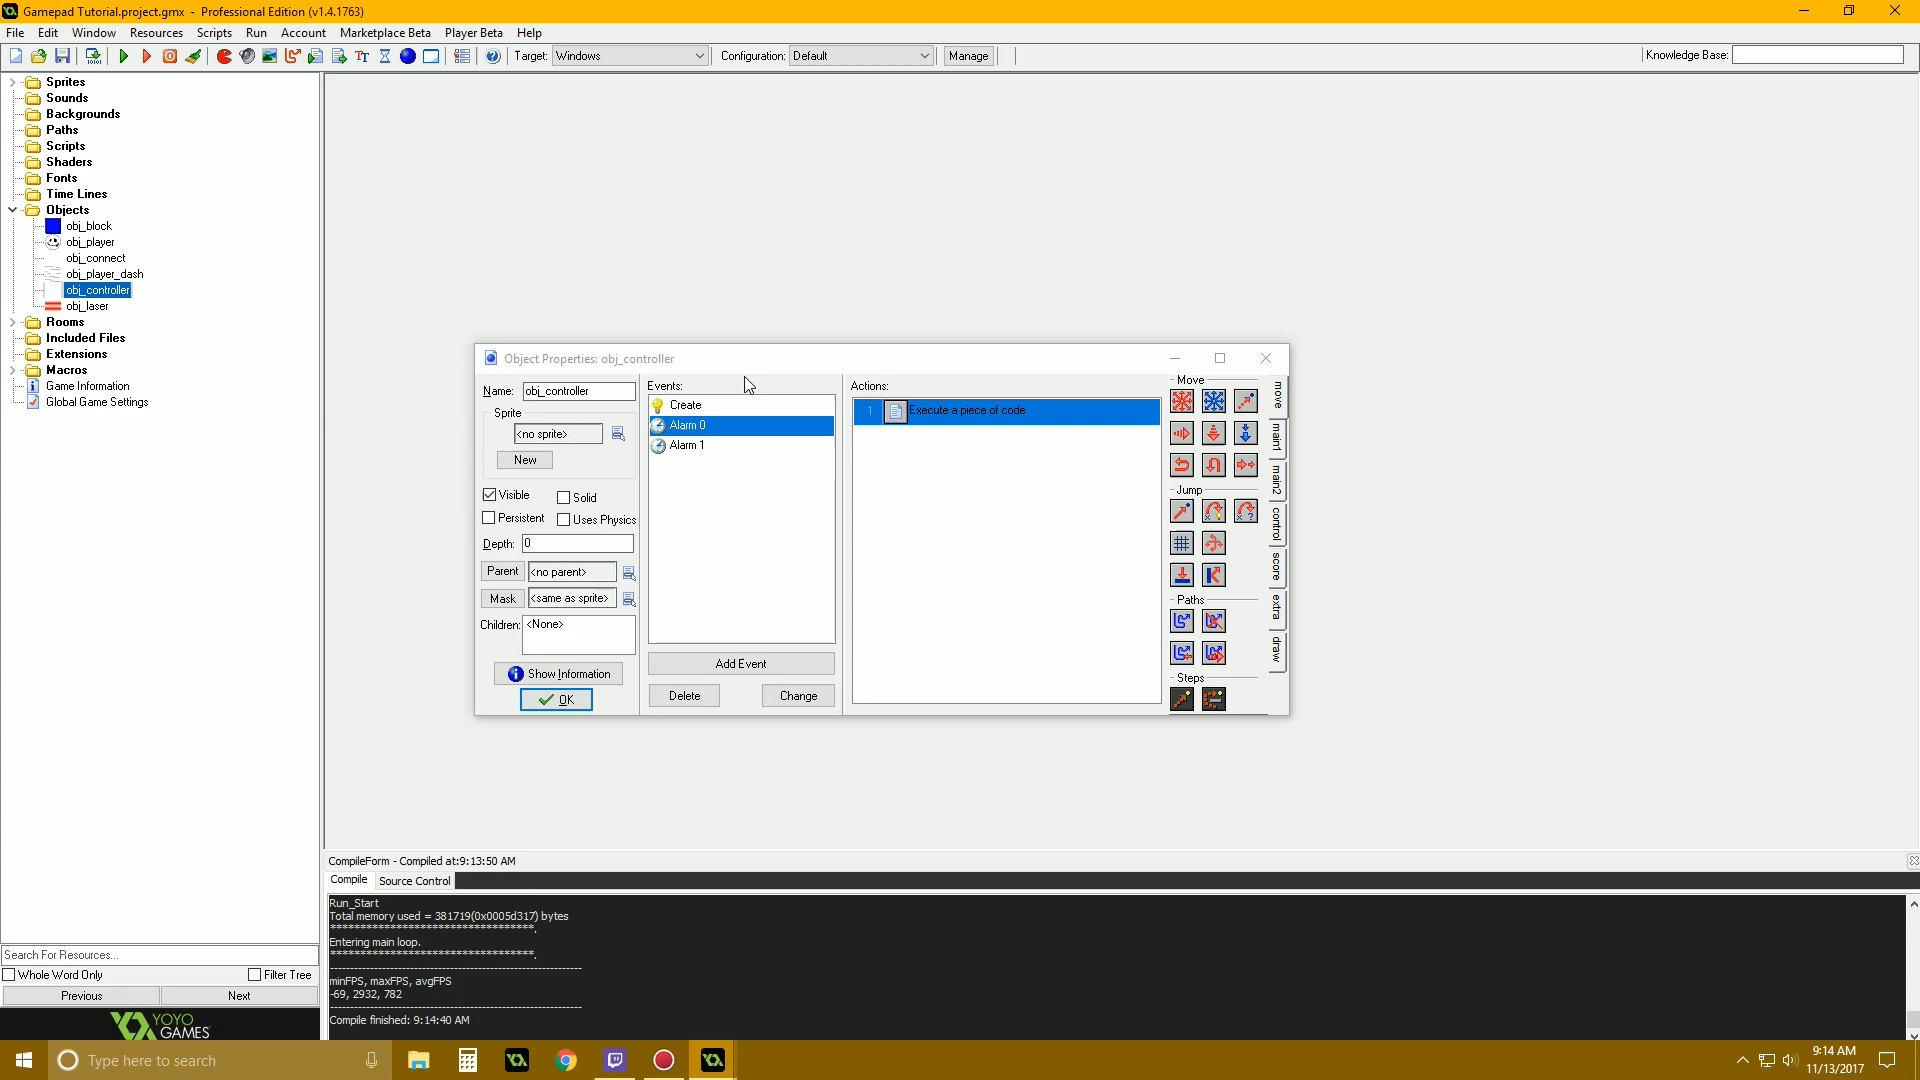 Gamepad Tutorial.project.gmx - Professional Edition (v1.4.1763)
File Edit Window Resources Scripts Run Account Marketplace Beta Player Beta Help
Target: Windows Configuration: Default Manage Knowledge Base:
Sprites
Sounds
Backgrounds
Paths
Scripts
Shaders
Fonts
Time Lines
Objects
obj_block
obj_player
obj_connect
obj_player_dash
obj_controller
obj_laser
Rooms
Included Files
Extensions
Macros
Game Information
Global Game Settings
Search For Resources...
Whole Word Only Filter Tree
Previous Next
YOYO
GAMES
Object Properties: obj_controller
Name: obj_controller
Sprite
<no sprite>
New
Visible Solid
Persistent Uses Physics
Depth: 0
Parent <no parent>
Mask <same as sprite>
Children: <None>
Show Information
OK
Events:
Create
Alarm 0
Alarm 1
Add Event
Delete Change
Actions:
1 Execute a piece of code
Move
Jump
Paths
Steps
move
main1
main2
control
score
extra
draw
CompileForm - Compiled at:9:13:50 AM
Compile Source Control
Run_Start
Total memory used = 381719(0x0005d317) bytes
***********************************.
Entering main loop.
***********************************.
minFPS, maxFPS, avgFPS
-69, 2932, 782
Compile finished: 9:14:40 AM
Type here to search
9:14 AM
11/13/2017